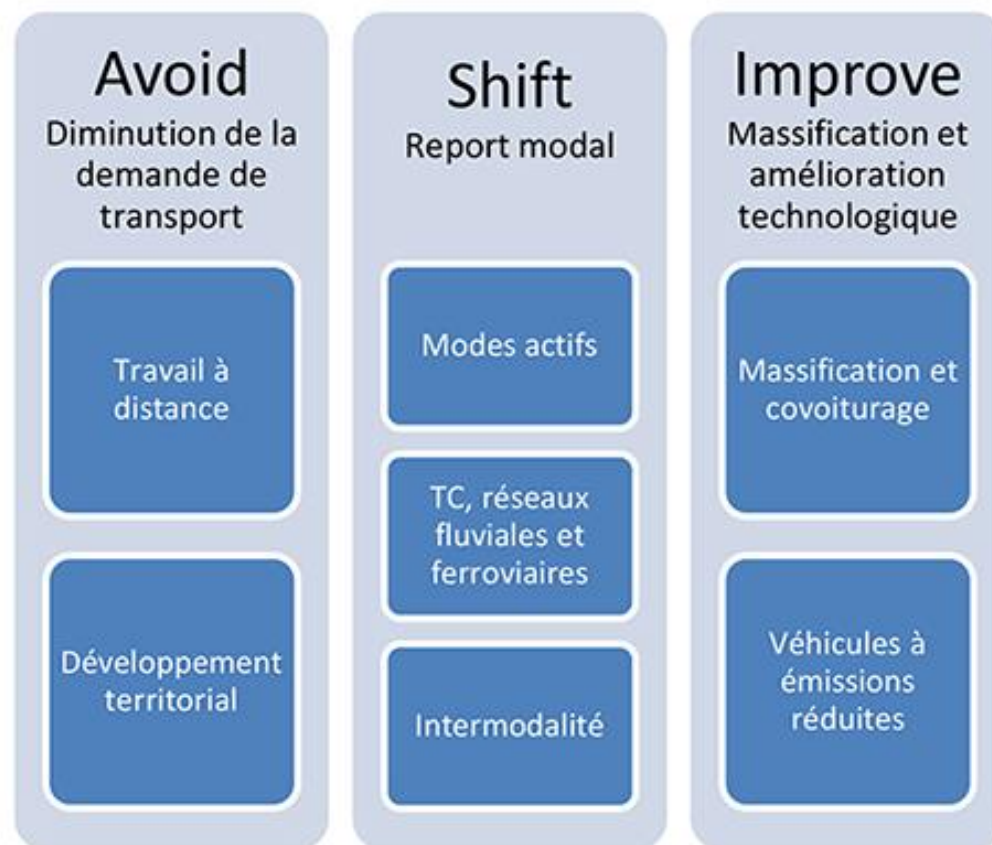 Avoid
Diminution de la
demande de
transport
Travail à
distance
Développement
territorial
Shift
Report modal
Modes actifs
TC, réseaux
fluviales et
ferroviaires
Intermodalité
Improve
Massification et
amélioration
technologique
Massification et
covoiturage
Véhicules à
émissions
réduites